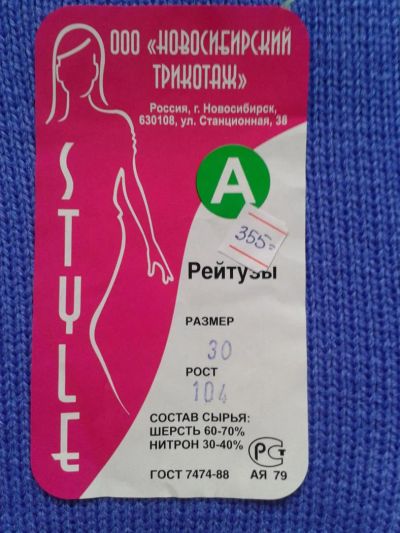 ООО «НОВОСИБИРСКИЙ
ТРИКОТАЖ»
Россия, г. Новосибирск,
630108, ул. Станционная, 38
STYLE
А
355=
Рейтузы
РАЗМЕР
30
РОСТ
104
СОСТАВ СЫРЬЯ:
ШЕРСТЬ 60-70%
НИТРОН 30-40%
РСТ
ГОСТ 7474-88
АЯ 79